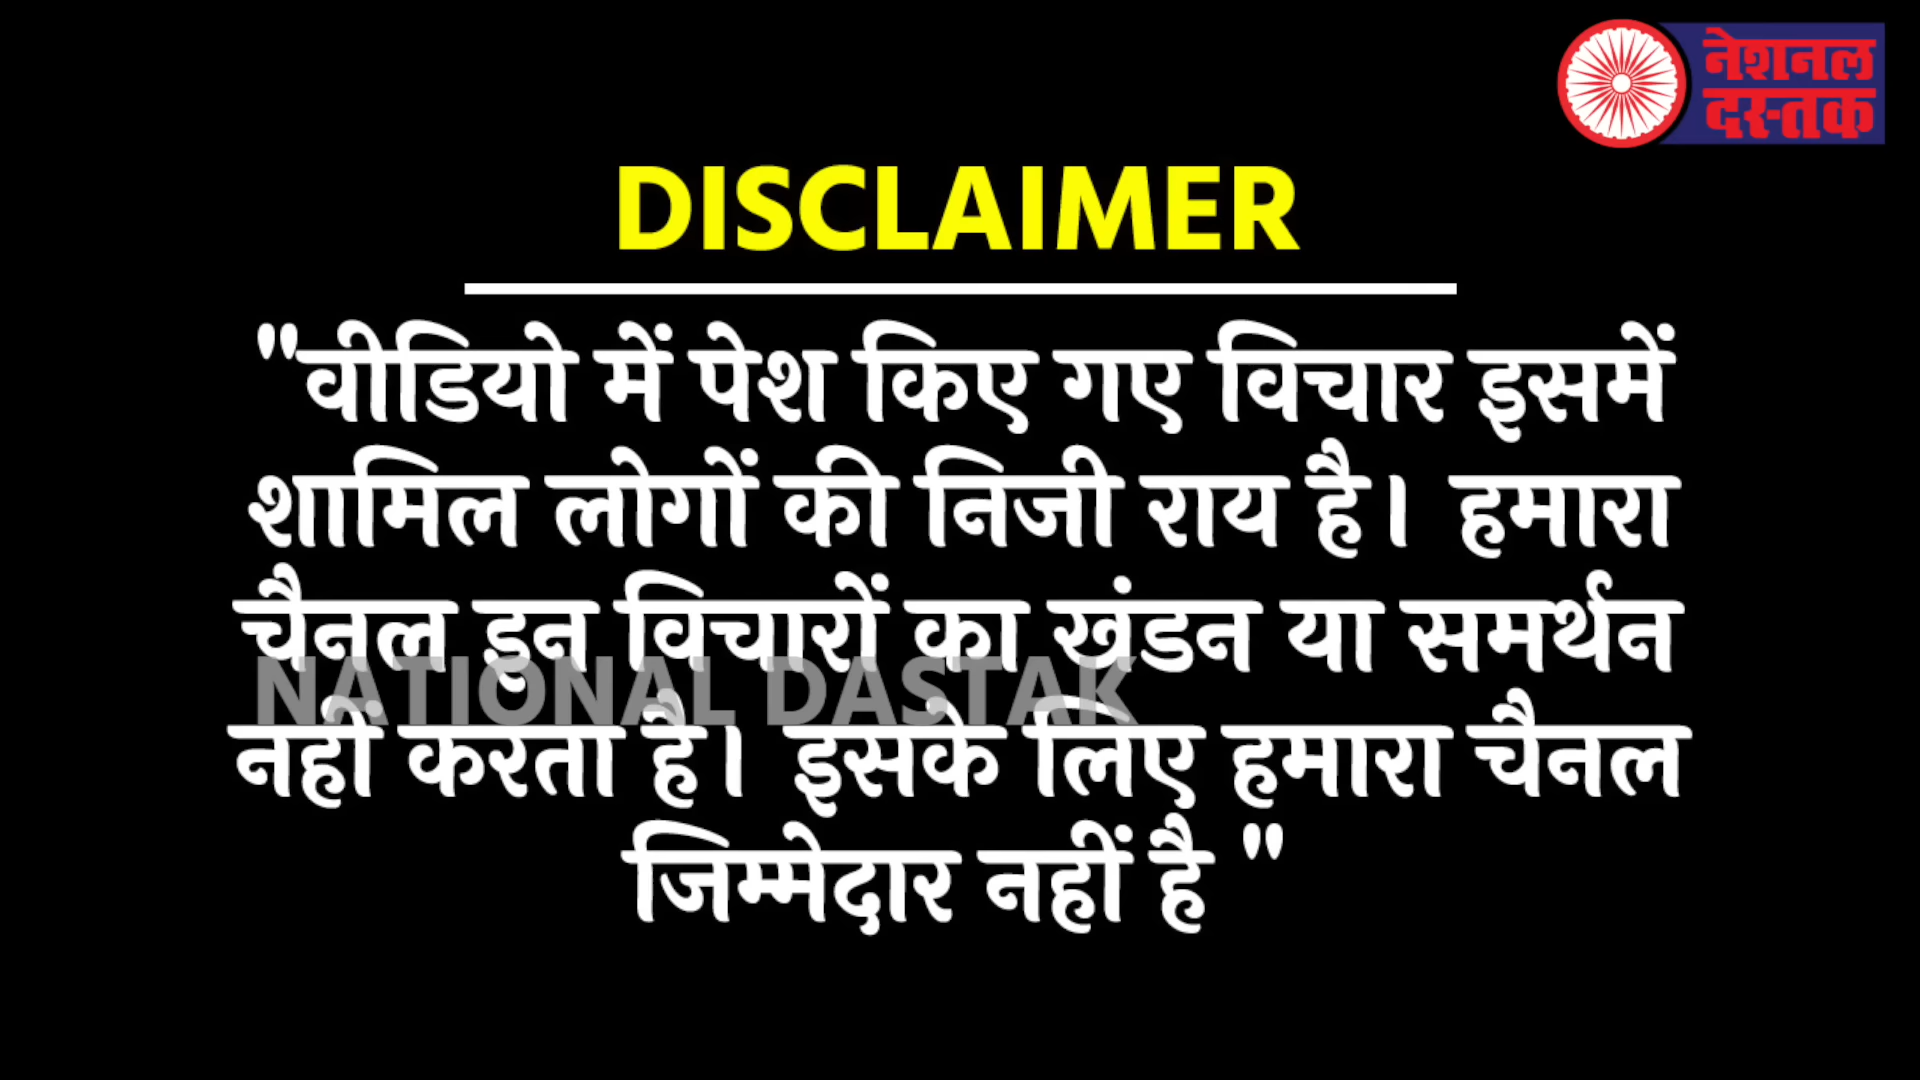 नेशनल
दस्तक
DISCLAIMER
"वीडियो में पेश किए गए विचार इसमें
शामिल लोगों की निजी राय है। हमारा
चैनल इन विचारों का खंडन या समर्थन
NATIONAL DASTAK
नहीं करता है। इसके लिए हमारा चैनल
जिम्मेदार नहीं है "